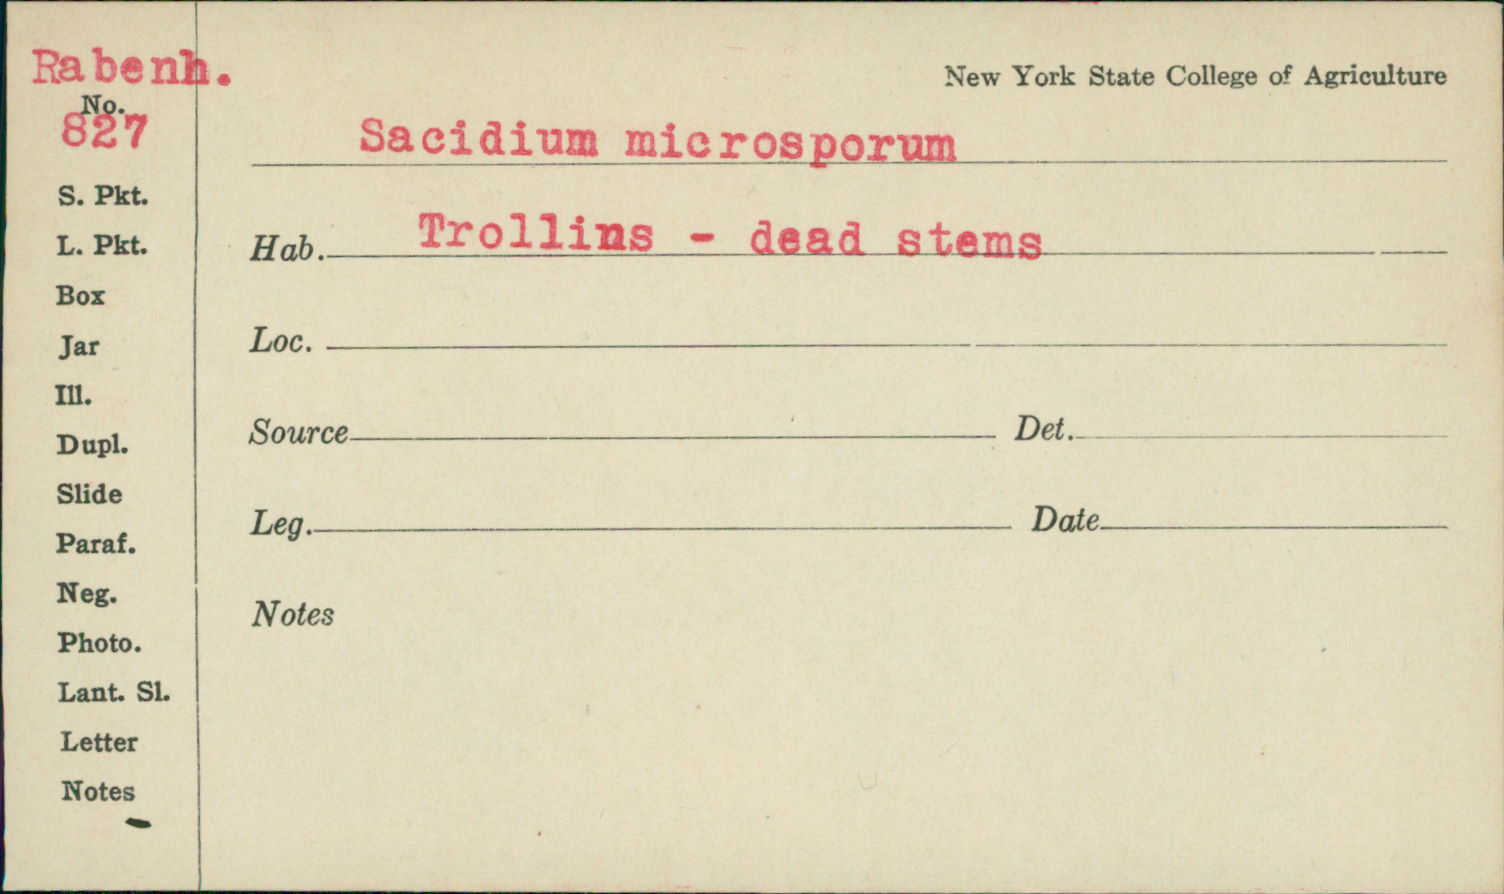 Rabenh.
New York State College of Agriculture
No.
827
Sacidium microsporum
S. Pkt.
Hab. Trollins - dead stems
L. Pkt.
Box
Loc.
Jar
Ill.
Source Det.
Dupl.
Slide
Leg. Date
Paraf.
Neg.
Notes
Photo.
Lant. Sl.
Letter
Notes